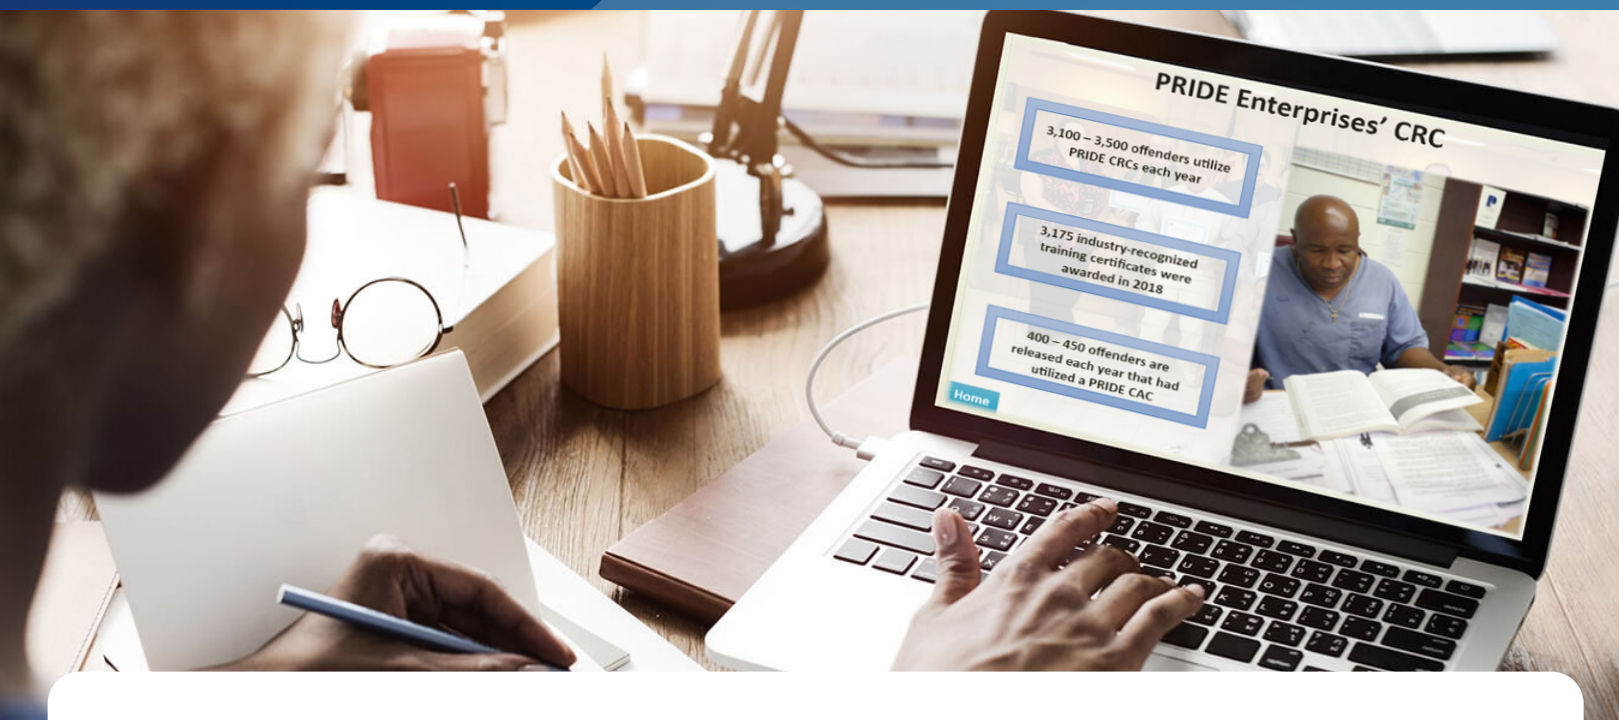 PRIDE Enterprises' CRC
3,100 – 3,500 offenders utilize
PRIDE CRCs each year
3,175 industry-recognized
training certificates were
awarded in 2018
400 – 450 offenders are
released each year that had
utilized a PRIDE CAC
Home